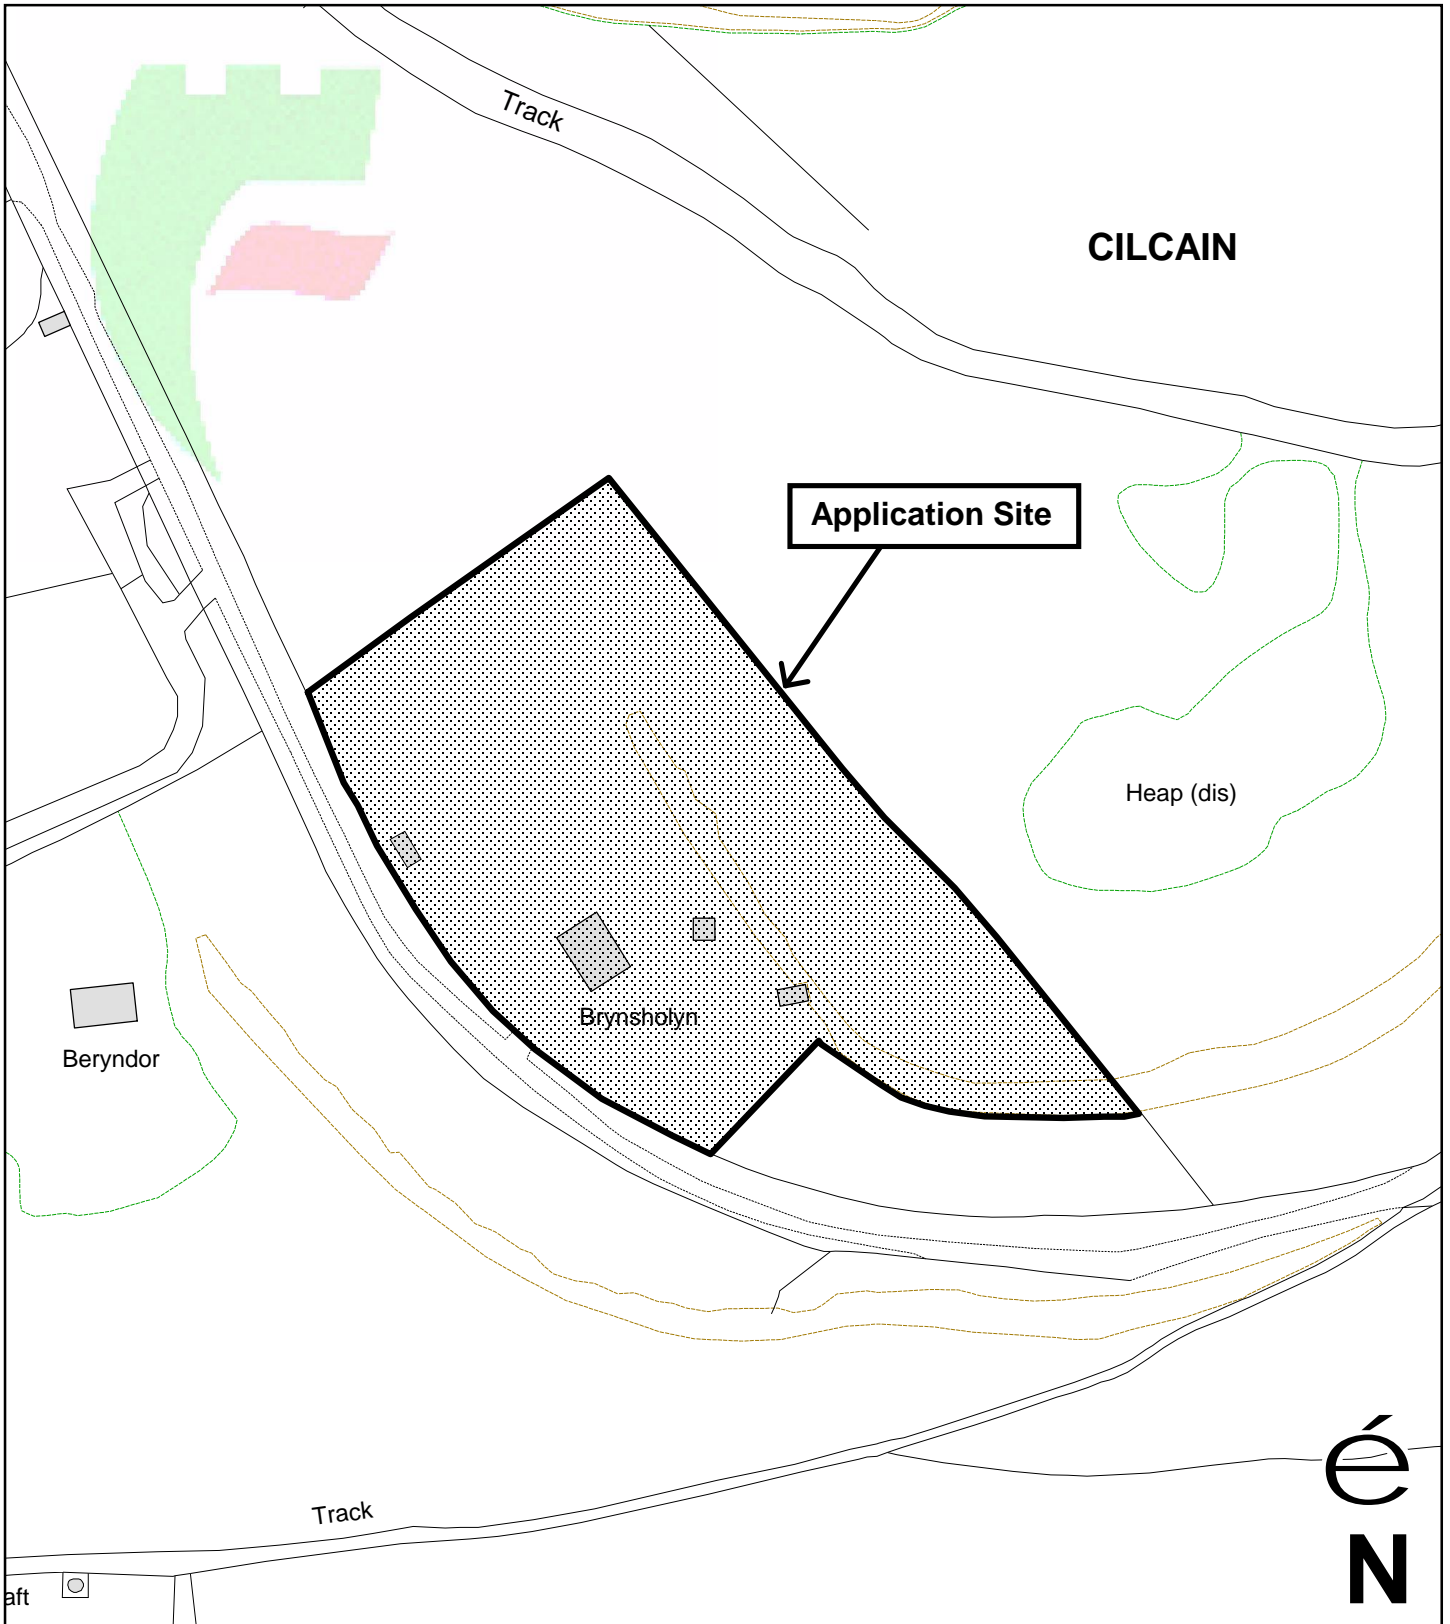 Track
CILCAIN
Application Site
Heap (dis)
Brynsholyn
Beryndor
é
Track
N
aft